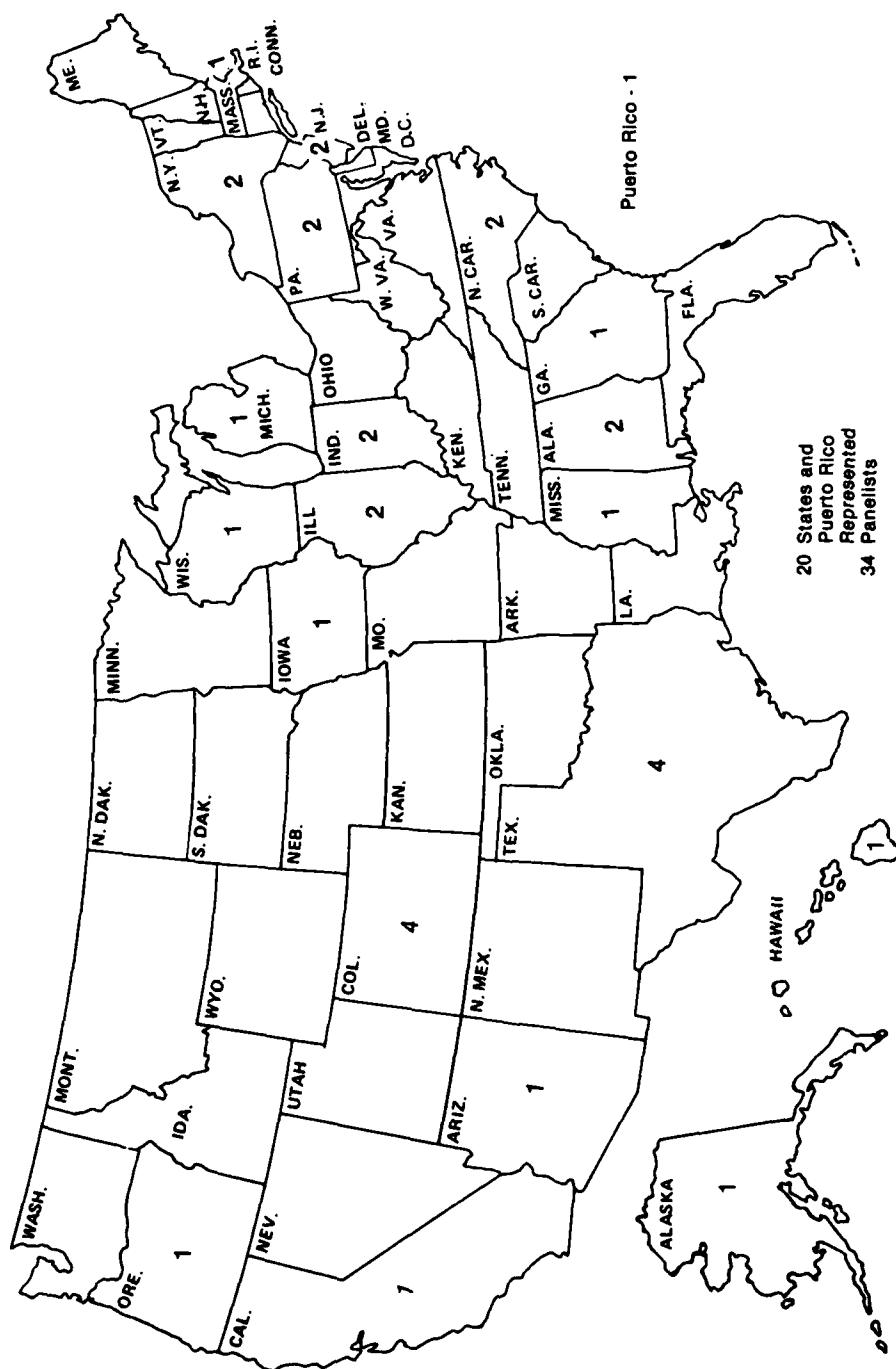 WASH.
ORE.
1
CAL.
1
NEV.
IDA.
MONT.
WYO.
UTAH
ARIZ.
1
COL.
4
N. MEX.
N. DAK.
S. DAK.
NEB.
KAN.
OKLA.
TEX.
4
MINN.
IOWA
1
MO.
ARK.
LA.
WIS.
1
ILL
2
MICH.
1
IND.
2
OHIO
KEN.
TENN.
MISS.
1
ALA.
2
GA.
1
FLA.
S. CAR.
N. CAR.
2
VA.
W. VA.
PA.
2
N.Y.
2
VT.
N.H.
ME.
MASS.
1
R.I.
CONN.
2
N.J.
DEL.
MD.
D.C.
Puerto Rico - 1
ALASKA
1
HAWAII
1
20 States and
Puerto Rico
Represented
34 Panelists